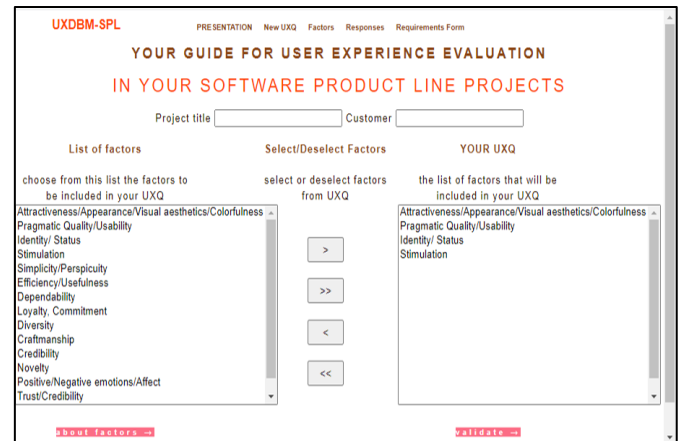 UXDBM-SPL
PRESENTATION New UXQ Factors Responses Requirements Form
YOUR GUIDE FOR USER EXPERIENCE EVALUATION
IN YOUR SOFTWARE PRODUCT LINE PROJECTS
Project title Customer
List of factors
Select/Deselect Factors
YOUR UXQ
choose from this list the factors to
be included in your UXQ
select or deselect factors
from UXQ
the list of factors that will be
included in your UXQ
Attractiveness/Appearance/Visual aesthetics/Colorfulness
Pragmatic Quality/Usability
Identity/ Status
Stimulation
Simplicity/Perspicuity
Efficiency/Usefulness
Dependability
Loyalty, Commitment
Diversity
Craftmanship
Credibility
Novelty
Positive/Negative emotions/Affect
Trust/Credibility
>
>>
<
<<
Attractiveness/Appearance/Visual aesthetics/Colorfulness
Pragmatic Quality/Usability
Identity/ Status
Stimulation
about factors →
validate →